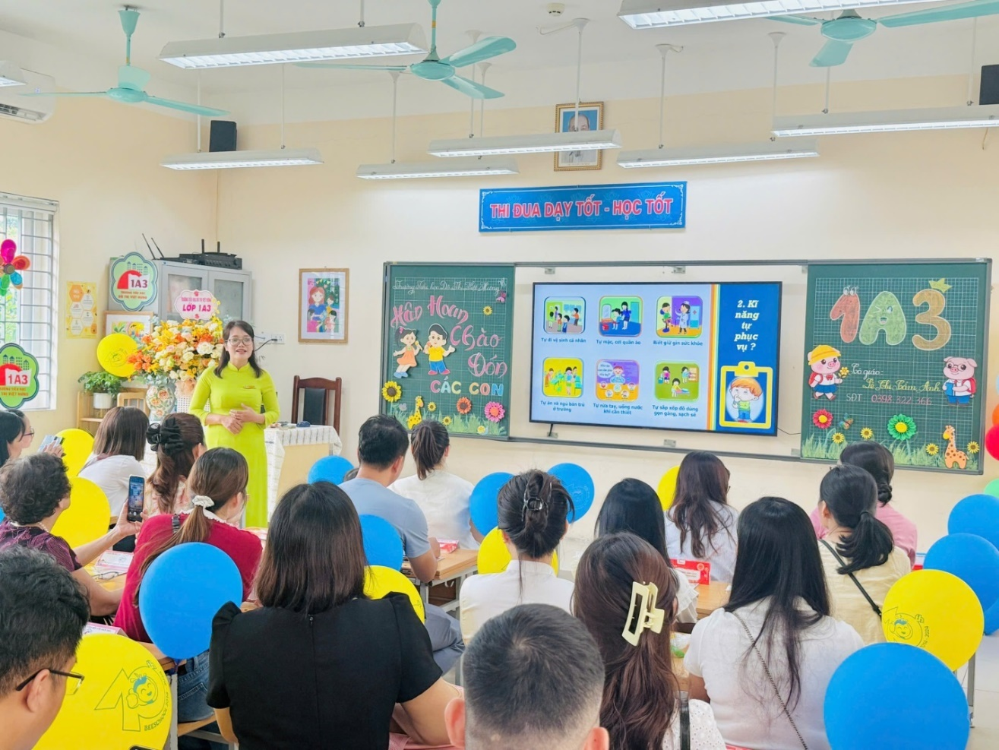 THI ĐUA DẠY TỐT - HỌC TỐT
1A3
LỚP 1A3
1A3
Hân Hoan
Chào
Đón
CÁC CON
Tự đi vệ sinh cá nhân
Tự mặc, cởi quần áo
Biết giữ gìn sức khỏe
Tự ăn và ngủ bán trú
ở trường
Tự rửa tay, uống nước
khi cần thiết
Tự sắp xếp đồ dùng
gọn gàng, sạch sẽ
2. Kĩ
năng
tự
phục
vụ ?
1A3
Cô giáo:
SĐT 0398 322 366
10
BEESCHOOL